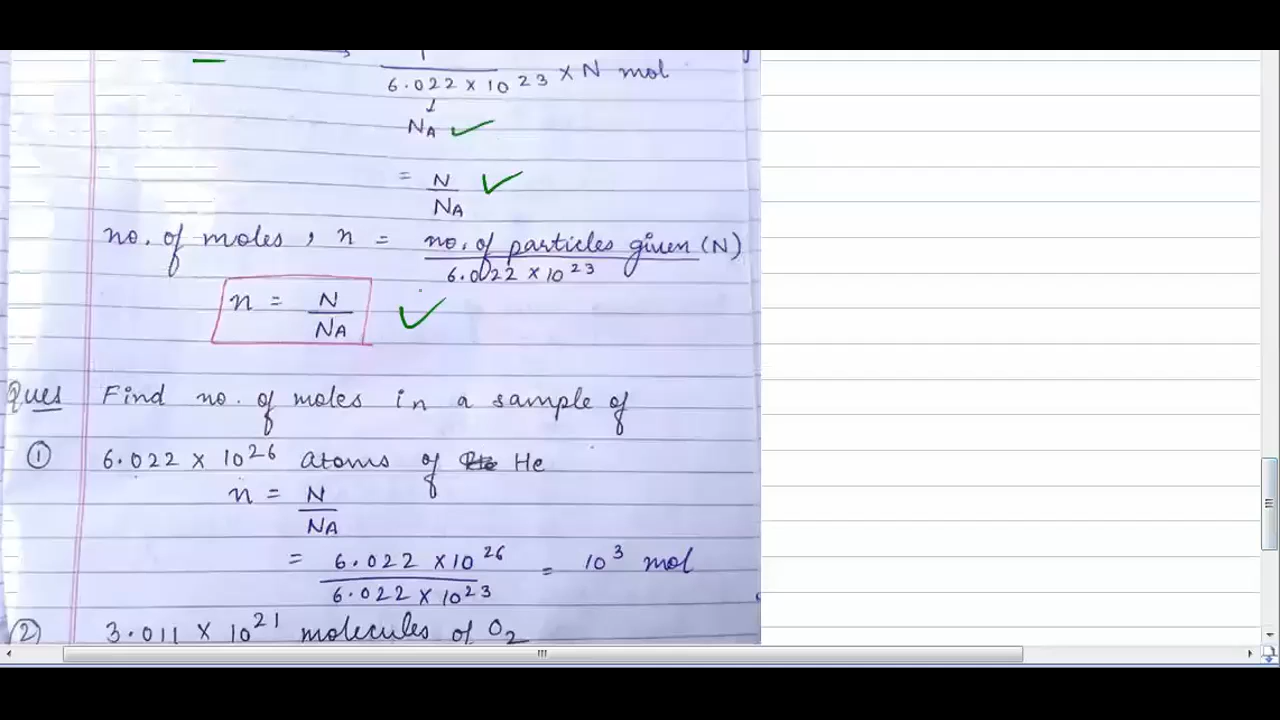 6.022 × 10 23 × N mol
↓
NA ✓
= N/NA ✓
no. of moles, n = no. of particles given (N) / 6.022 × 10 23
n = N/NA ✓
Ques Find no. of moles in a sample of
① 6.022 × 10 26 atoms of He
n = N/NA
= 6.022 × 10 26 / 6.022 × 10 23 = 10 3 mol
② 3.011 × 10 21 molecules of O2